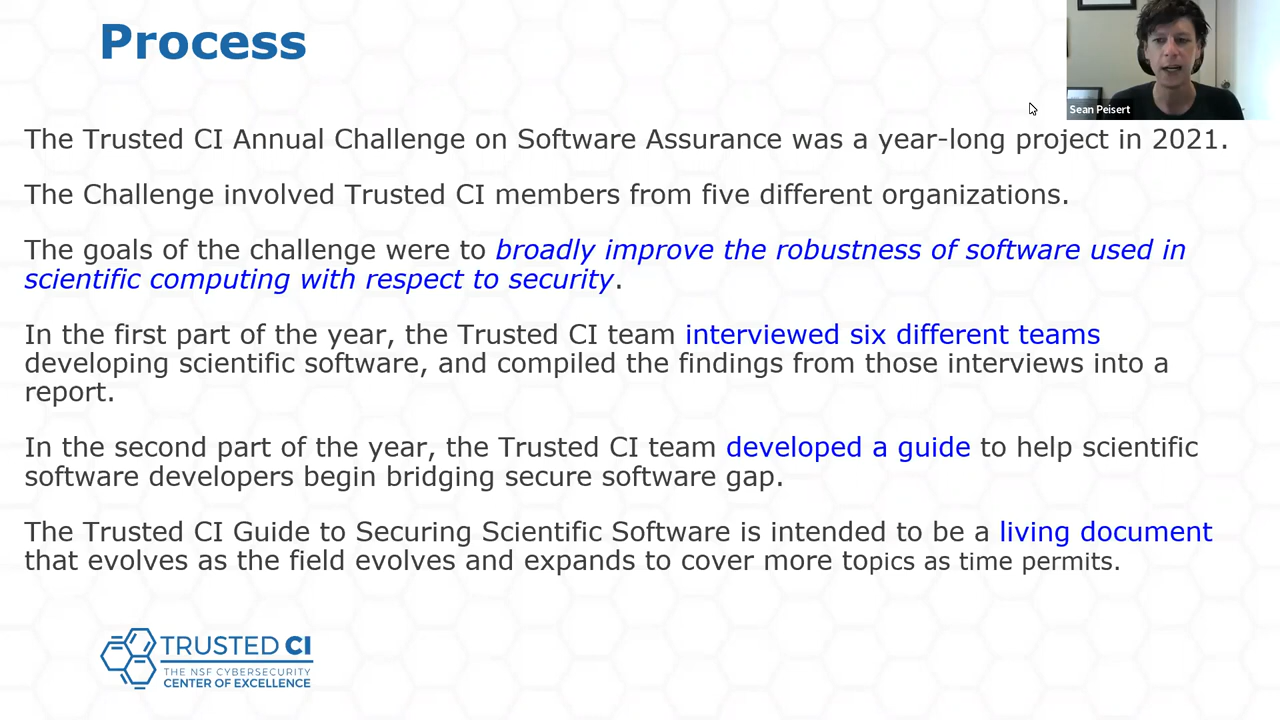 Process
Sean Peisert
The Trusted CI Annual Challenge on Software Assurance was a year-long project in 2021.
The Challenge involved Trusted CI members from five different organizations.
The goals of the challenge were to broadly improve the robustness of software used in
scientific computing with respect to security.
In the first part of the year, the Trusted CI team interviewed six different teams
developing scientific software, and compiled the findings from those interviews into a
report.
In the second part of the year, the Trusted CI team developed a guide to help scientific
software developers begin bridging secure software gap.
The Trusted CI Guide to Securing Scientific Software is intended to be a living document
that evolves as the field evolves and expands to cover more topics as time permits.
TRUSTED CI
THE NSF CYBERSECURITY
CENTER OF EXCELLENCE